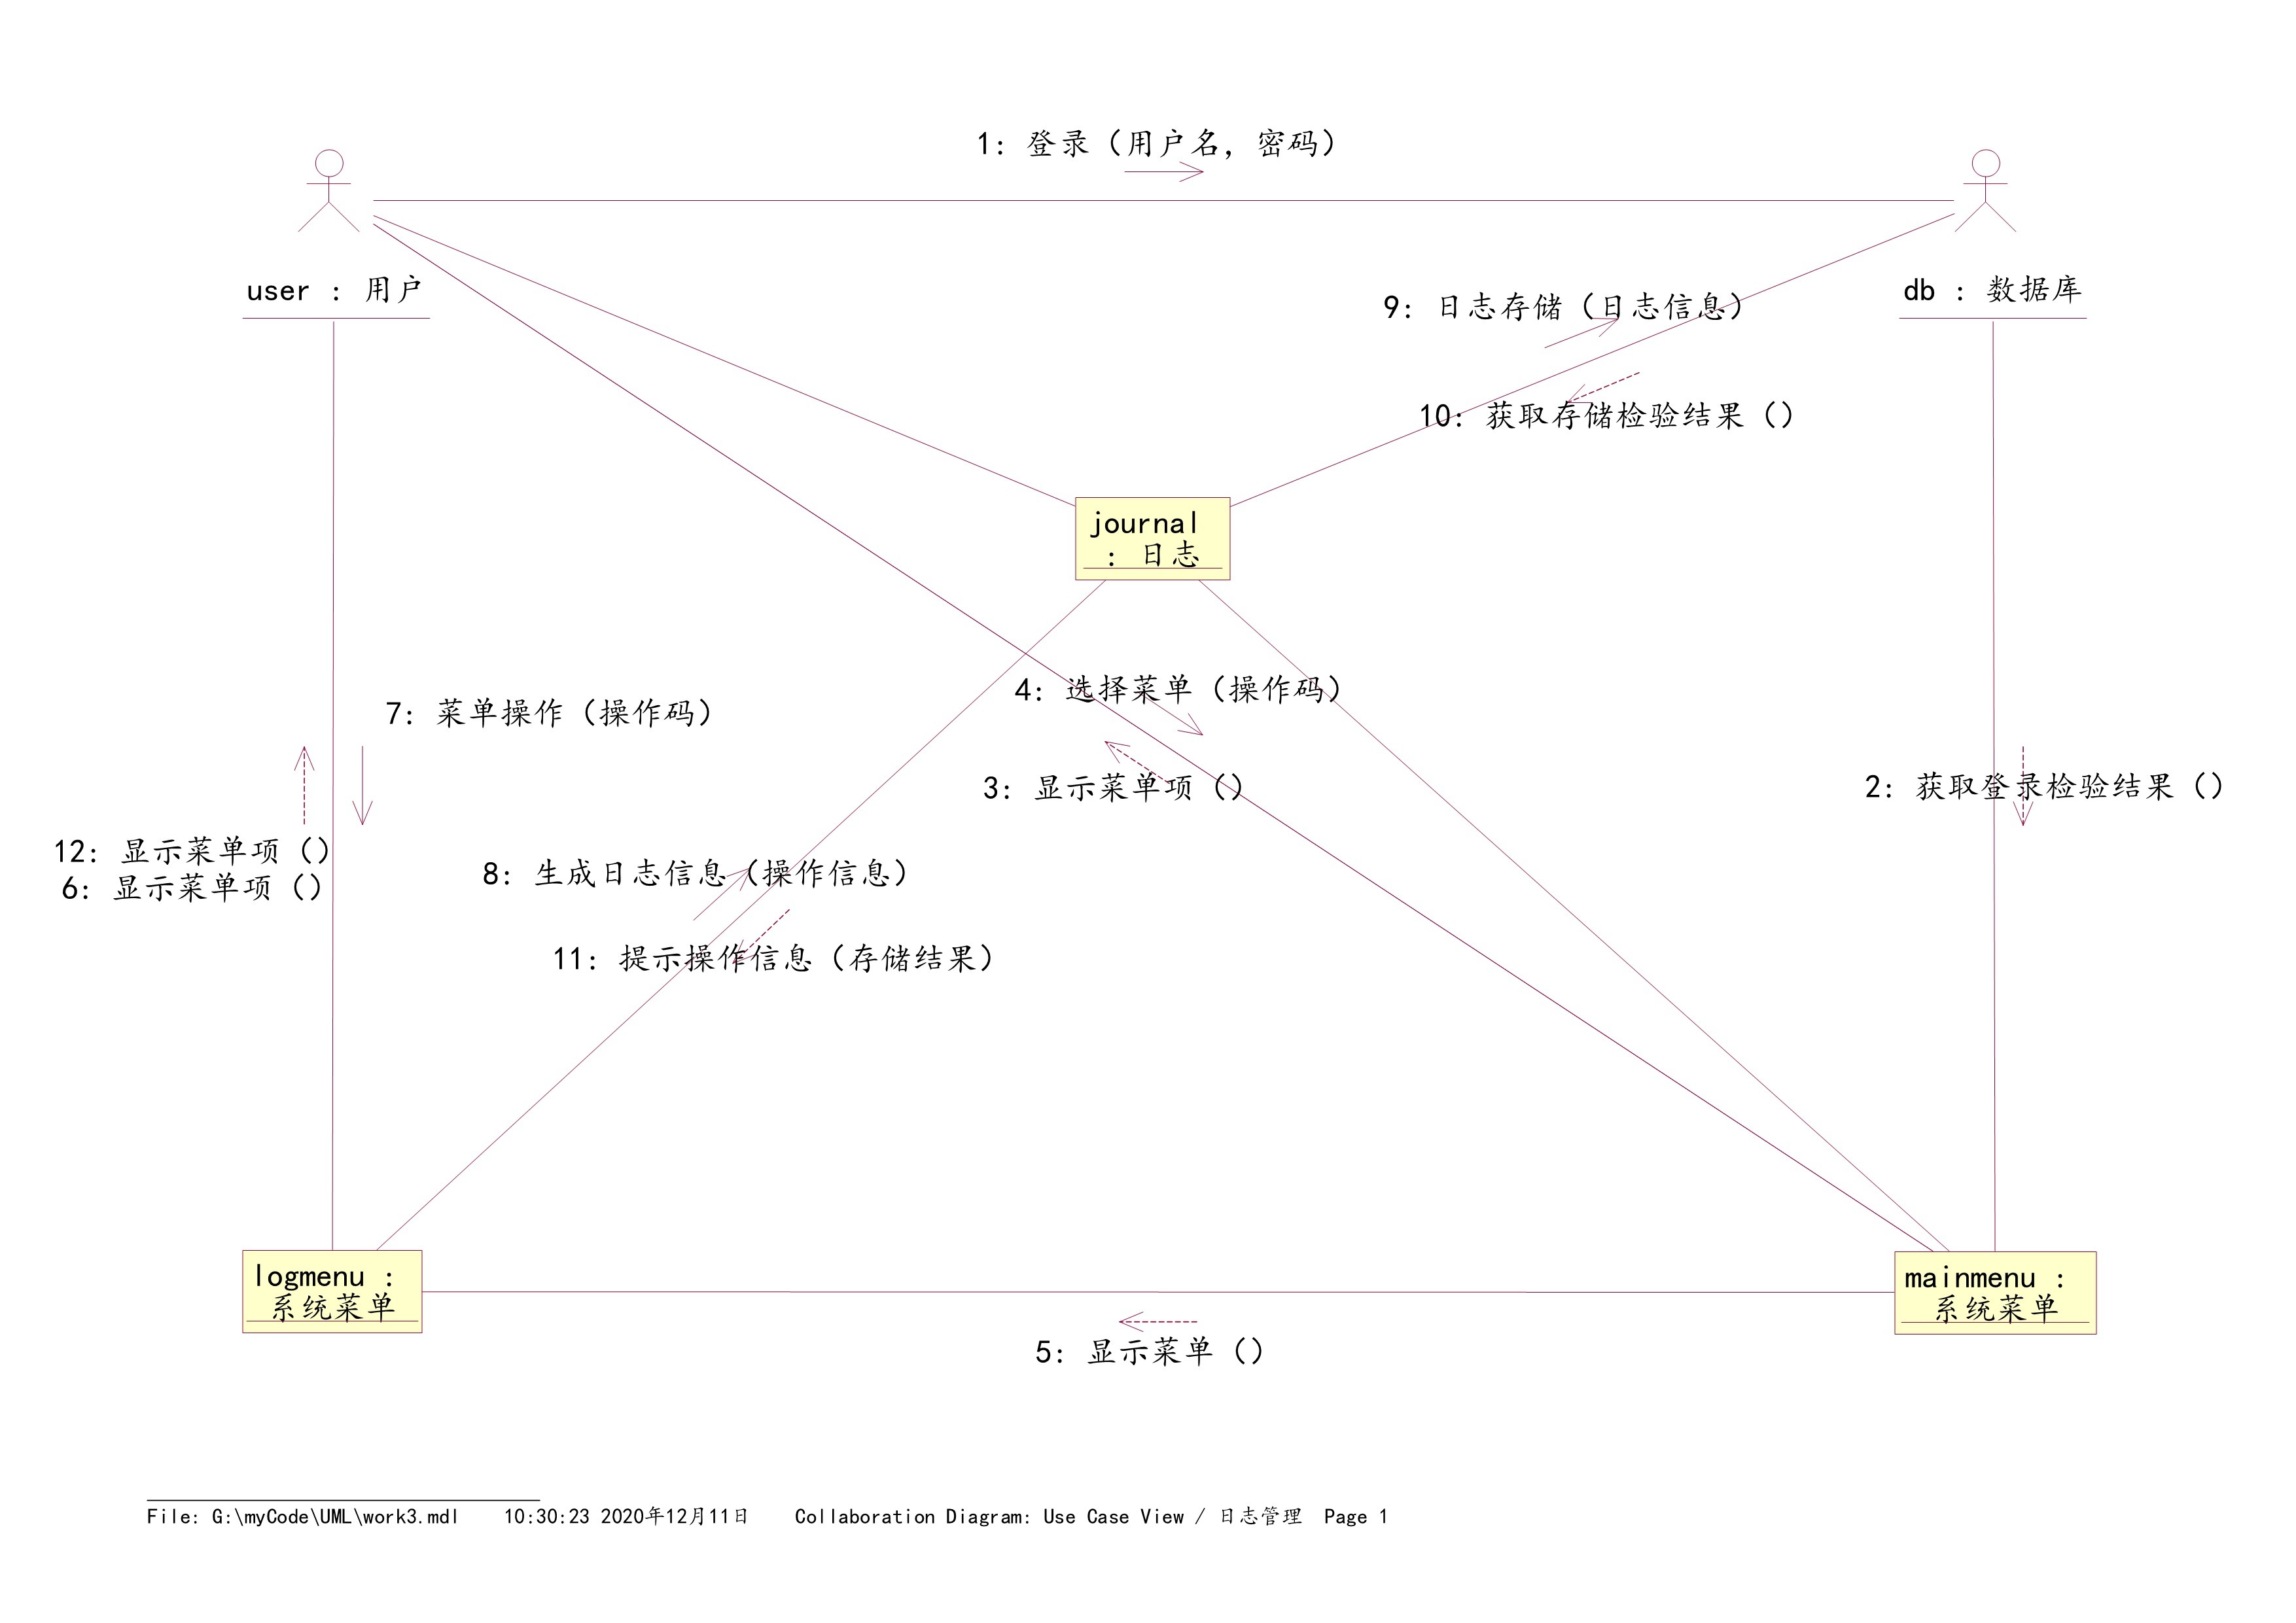 1: 登录（用户名，密码）
user : 用户
db : 数据库
9: 日志存储（日志信息）
10: 获取存储检验结果（）
journal
: 日志
4: 选择菜单（操作码）
7: 菜单操作（操作码）
3: 显示菜单项（）
2: 获取登录检验结果（）
12: 显示菜单项（）
6: 显示菜单项（）
8: 生成日志信息（操作信息）
11: 提示操作信息（存储结果）
logmenu :
系统菜单
mainmenu :
系统菜单
5: 显示菜单（）
File: G:\myCode\UML\work3.mdl    10:30:23 2020年12月11日    Collaboration Diagram: Use Case View / 日志管理  Page 1